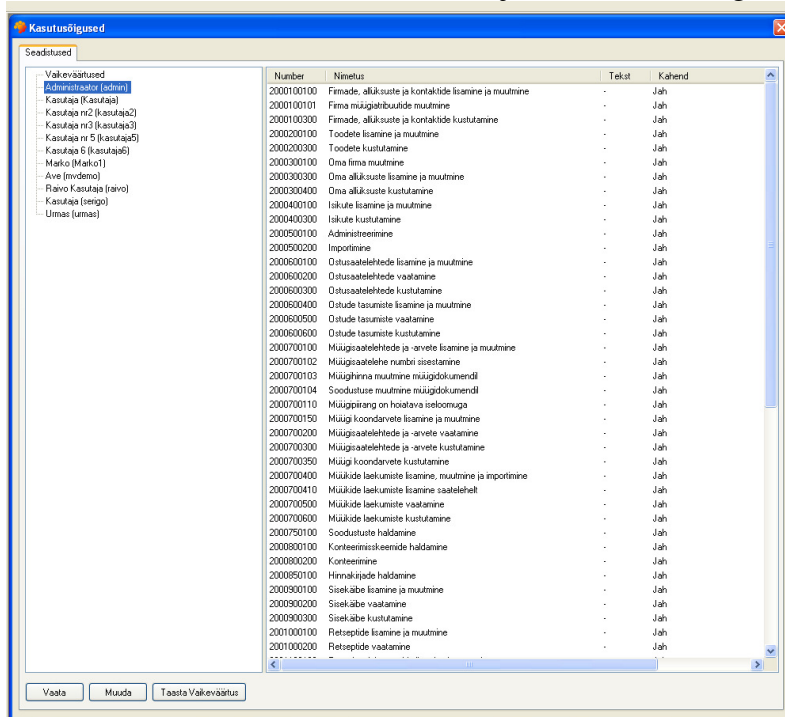 Kasutusõigused
Seadistused
Vaikeväärtused
Administraator (admin)
Kasutaja (Kasutaja)
Kasutaja nr2 (kasutaja2)
Kasutaja nr3 (kasutaja3)
Kasutaja nr 5 (kasutaja5)
Kasutaja 6 (kasutaja6)
Marko (Marko1)
Ave (mvdemo)
Raivo Kasutaja (raivo)
Kasutaja (serigo)
Urmas (urmas)
Number Nimetus Tekst Kahend
2000100100 Firmade, allüksuste ja kontaktide lisamine ja muutmine - Jah
2000100101 Firma müügiatribuutide muutmine - Jah
2000100300 Firmade, allüksuste ja kontaktide kustutamine - Jah
2000200100 Toodete lisamine ja muutmine - Jah
2000200300 Toodete kustutamine - Jah
2000300100 Oma firma muutmine - Jah
2000300300 Oma allüksuste lisamine ja muutmine - Jah
2000300400 Oma allüksuste kustutamine - Jah
2000400100 Isikute lisamine ja muutmine - Jah
2000400300 Isikute kustutamine - Jah
2000500100 Administreerimine - Jah
2000500200 Importimine - Jah
2000600100 Ostusaatelehtede lisamine ja muutmine - Jah
2000600200 Ostusaatelehtede vaatamine - Jah
2000600300 Ostusaatelehtede kustutamine - Jah
2000600400 Ostude tasumiste lisamine ja muutmine - Jah
2000600500 Ostude tasumiste vaatamine - Jah
2000600600 Ostude tasumiste kustutamine - Jah
2000700100 Müügisaatelehtede ja -arvete lisamine ja muutmine - Jah
2000700102 Müügisaatelehe numbri sisestamine - Jah
2000700103 Müügihinna muutmine müügidokumendil - Jah
2000700104 Soodustuse muutmine müügidokumendil - Jah
2000700110 Müügipiirang on hoiatava iseloomuga - Jah
2000700150 Müügi koondarvete lisamine ja muutmine - Jah
2000700200 Müügisaatelehtede ja -arvete vaatamine - Jah
2000700300 Müügisaatelehtede ja -arvete kustutamine - Jah
2000700350 Müügi koondarvete kustutamine - Jah
2000700400 Müükide laekumiste lisamine, muutmine ja importimine - Jah
2000700410 Müükide laekumiste lisamine saatelehelt - Jah
2000700500 Müükide laekumiste vaatamine - Jah
2000700600 Müükide laekumiste kustutamine - Jah
2000750100 Soodustuste haldamine - Jah
2000800100 Konteerimisskeemide haldamine - Jah
2000800200 Konteerimine - Jah
2000850100 Hinnakirjade haldamine - Jah
2000900100 Sisekäibe lisamine ja muutmine - Jah
2000900200 Sisekäibe vaatamine - Jah
2000900300 Sisekäibe kustutamine - Jah
2001000100 Retseptide lisamine ja muutmine - Jah
2001000200 Retseptide vaatamine - Jah
Vaata Muuda Taasta Vaikeväärtus